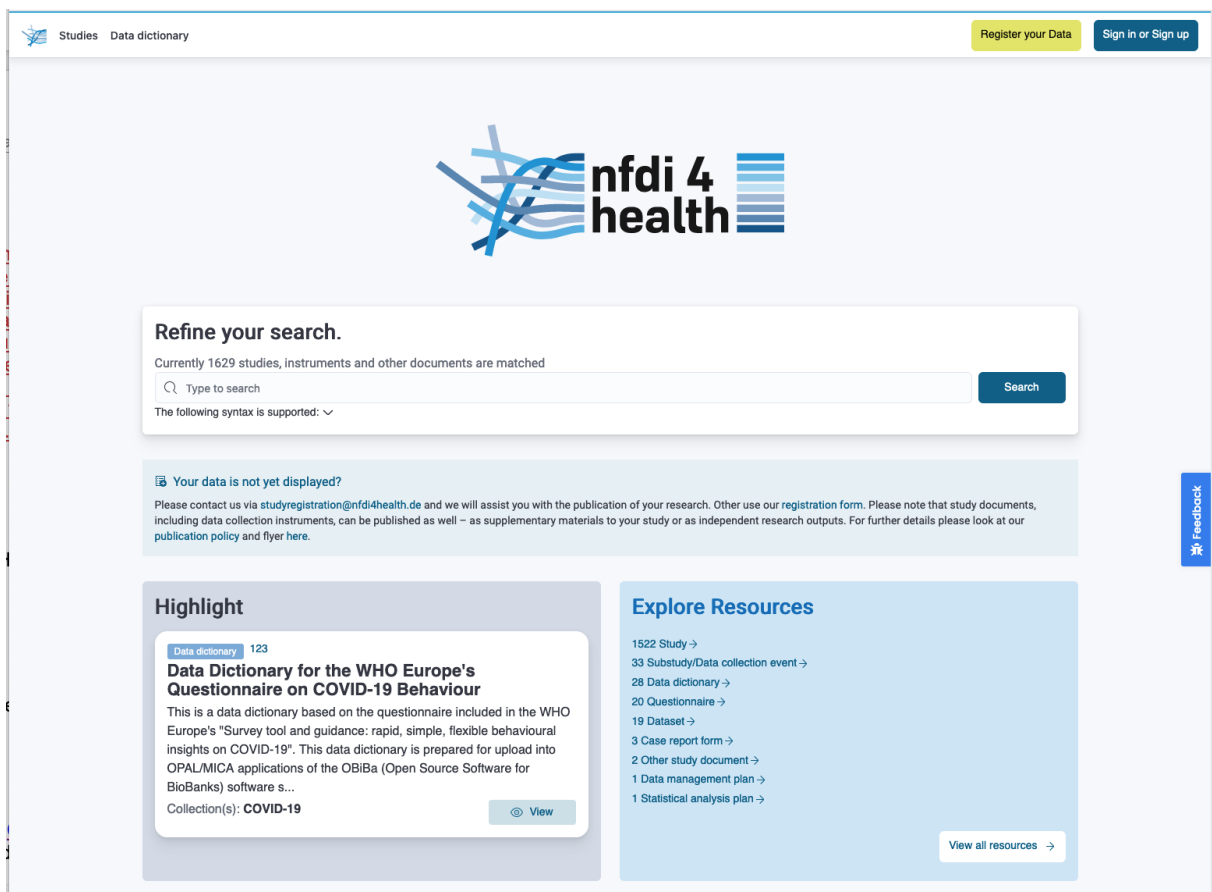 Studies Data dictionary Register your Data Sign in or Sign up
nfdi 4
health
Refine your search.
Currently 1629 studies, instruments and other documents are matched
Type to search Search
The following syntax is supported:
Your data is not yet displayed?
Please contact us via studyregistration@nfdi4health.de and we will assist you with the publication of your research. Other use our registration form. Please note that study documents,
including data collection instruments, can be published as well – as supplementary materials to your study or as independent research outputs. For further details please look at our
publication policy and flyer here.
Feedback
Highlight
Data dictionary 123
Data Dictionary for the WHO Europe's
Questionnaire on COVID-19 Behaviour
This is a data dictionary based on the questionnaire included in the WHO
Europe's "Survey tool and guidance: rapid, simple, flexible behavioural
insights on COVID-19". This data dictionary is prepared for upload into
OPAL/MICA applications of the OBiBa (Open Source Software for
BioBanks) software s...
Collection(s): COVID-19
View
Explore Resources
1522 Study →
33 Substudy/Data collection event →
28 Data dictionary →
20 Questionnaire →
19 Dataset →
3 Case report form →
2 Other study document →
1 Data management plan →
1 Statistical analysis plan →
View all resources →